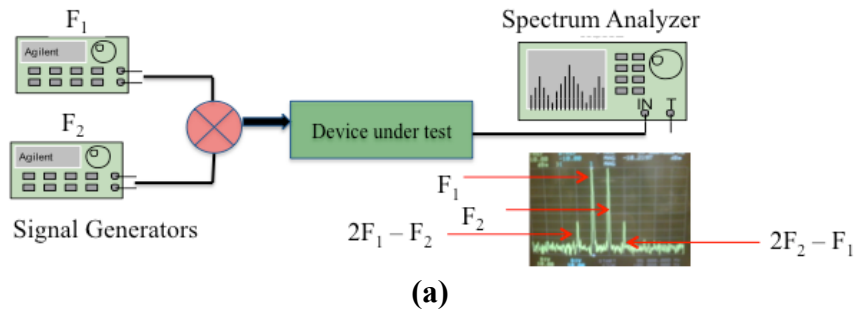 Spectrum Analyzer
F₁
Agilent
F₂
Agilent
Signal Generators
Device under test
IN T
F₁
F₂
2F₁ – F₂
2F₂ – F₁
(a)